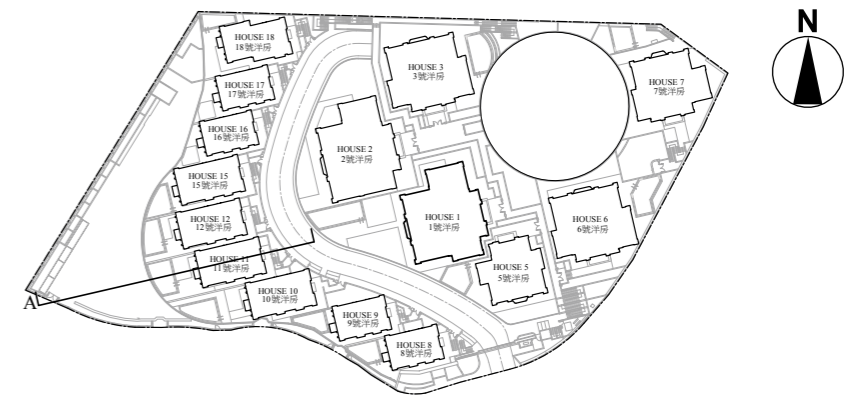 N
HOUSE 18
18號洋房
HOUSE 17
17號洋房
HOUSE 16
16號洋房
HOUSE 15
15號洋房
HOUSE 12
12號洋房
HOUSE 11
11號洋房
HOUSE 10
10號洋房
HOUSE 9
9號洋房
HOUSE 8
8號洋房
HOUSE 3
3號洋房
HOUSE 2
2號洋房
HOUSE 1
1號洋房
HOUSE 5
5號洋房
HOUSE 6
6號洋房
HOUSE 7
7號洋房
A